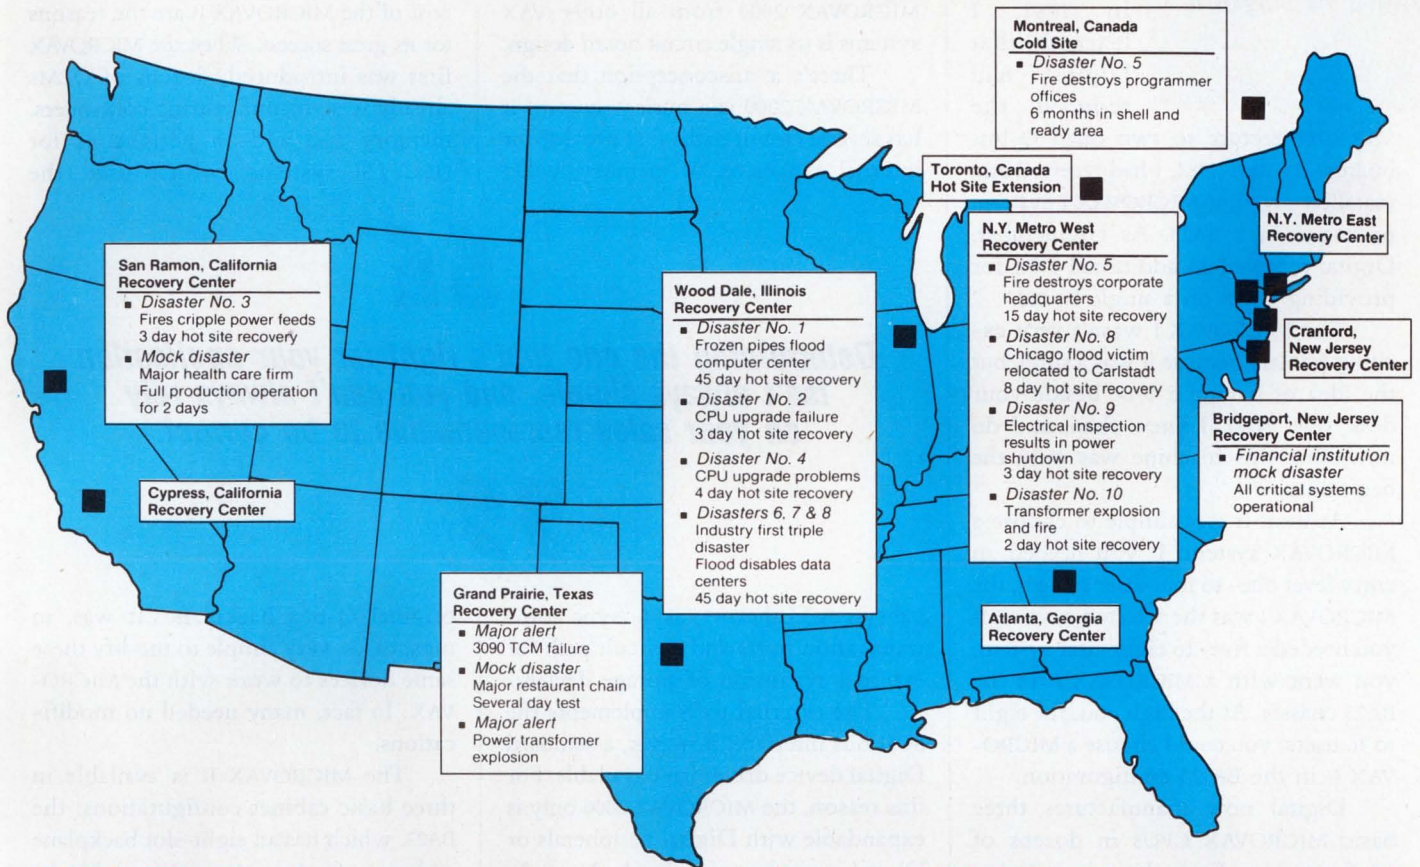 Montreal, Canada
Cold Site
▪ Disaster No. 5
Fire destroys programmer
offices
6 months in shell and
ready area
Toronto, Canada
Hot Site Extension
N.Y. Metro East
Recovery Center
N.Y. Metro West
Recovery Center
▪ Disaster No. 5
Fire destroys corporate
headquarters
15 day hot site recovery
▪ Disaster No. 8
Chicago flood victim
relocated to Carlstadt
8 day hot site recovery
▪ Disaster No. 9
Electrical inspection
results in power
shutdown
3 day hot site recovery
▪ Disaster No. 10
Transformer explosion
and fire
2 day hot site recovery
San Ramon, California
Recovery Center
▪ Disaster No. 3
Fires cripple power feeds
3 day hot site recovery
▪ Mock disaster
Major health care firm
Full production operation
for 2 days
Wood Dale, Illinois
Recovery Center
▪ Disaster No. 1
Frozen pipes flood
computer center
45 day hot site recovery
▪ Disaster No. 2
CPU upgrade failure
3 day hot site recovery
▪ Disaster No. 4
CPU upgrade problems
4 day hot site recovery
▪ Disasters 6, 7 & 8
Industry first triple
disaster
Flood disables data
centers
45 day hot site recovery
Cranford,
New Jersey
Recovery Center
Bridgeport, New Jersey
Recovery Center
▪ Financial institution
mock disaster
All critical systems
operational
Cypress, California
Recovery Center
Grand Prairie, Texas
Recovery Center
▪ Major alert
3090 TCM failure
▪ Mock disaster
Major restaurant chain
Several day test
▪ Major alert
Power transformer
explosion
Atlanta, Georgia
Recovery Center